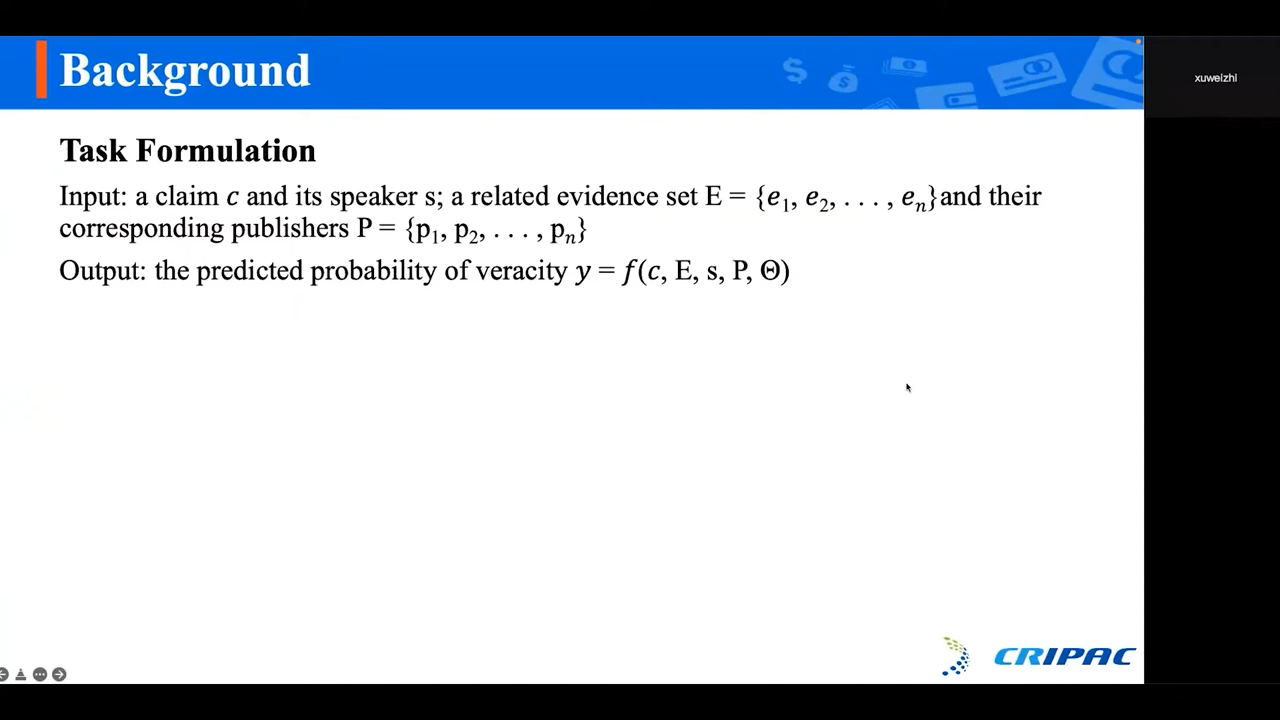 Background
xuweizhi
Task Formulation
Input: a claim c and its speaker s; a related evidence set E = {e₁, e₂, . . . , eₙ}and their
corresponding publishers P = {p₁, p₂, . . . , pₙ}
Output: the predicted probability of veracity y = f(c, E, s, P, Θ)
CRIPAC